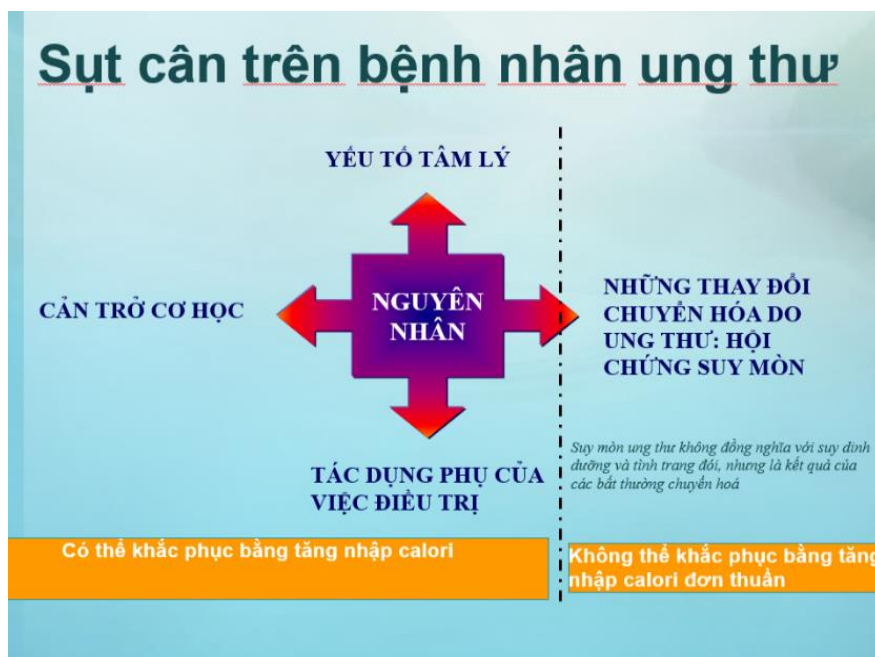 Sụt cân trên bệnh nhân ung thư
YẾU TỐ TÂM LÝ
CẢN TRỞ CƠ HỌC
NGUYÊN
NHÂN
NHỮNG THAY ĐỔI
CHUYỂN HÓA DO
UNG THƯ: HỘI
CHỨNG SUY MÒN
Suy mòn ung thư không đồng nghĩa với suy dinh
dưỡng và tình trang đói, nhưng là kết quả của
các bất thường chuyển hoá
TÁC DỤNG PHỤ CỦA
VIỆC ĐIỀU TRỊ
Có thể khắc phục bằng tăng nhập calori
Không thể khắc phục bằng tăng
nhập calori đơn thuần